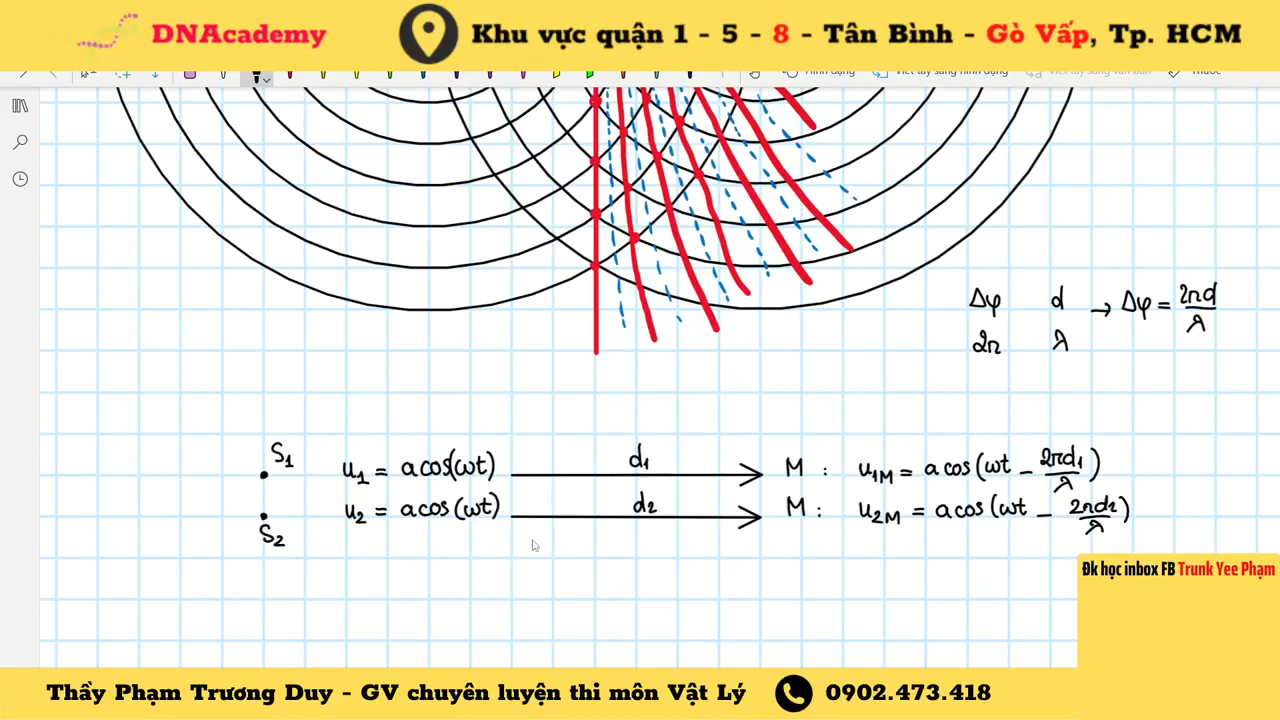 DNAcademy
Khu vực quận 1 - 5 - 8 - Tân Bình - Gò Vấp, Tp. HCM
Δφ d → Δφ = 2πd/λ
2π λ
S1 u1 = acos(ωt) d1 M : u1M = a cos(ωt - 2πd1/λ)
S2 u2 = acos(ωt) d2 M : u2M = a cos(ωt - 2πd2/λ)
Đk học inbox FB Trunk Yee Phạm
Thầy Phạm Trương Duy - GV chuyên luyện thi môn Vật Lý 0902.473.418